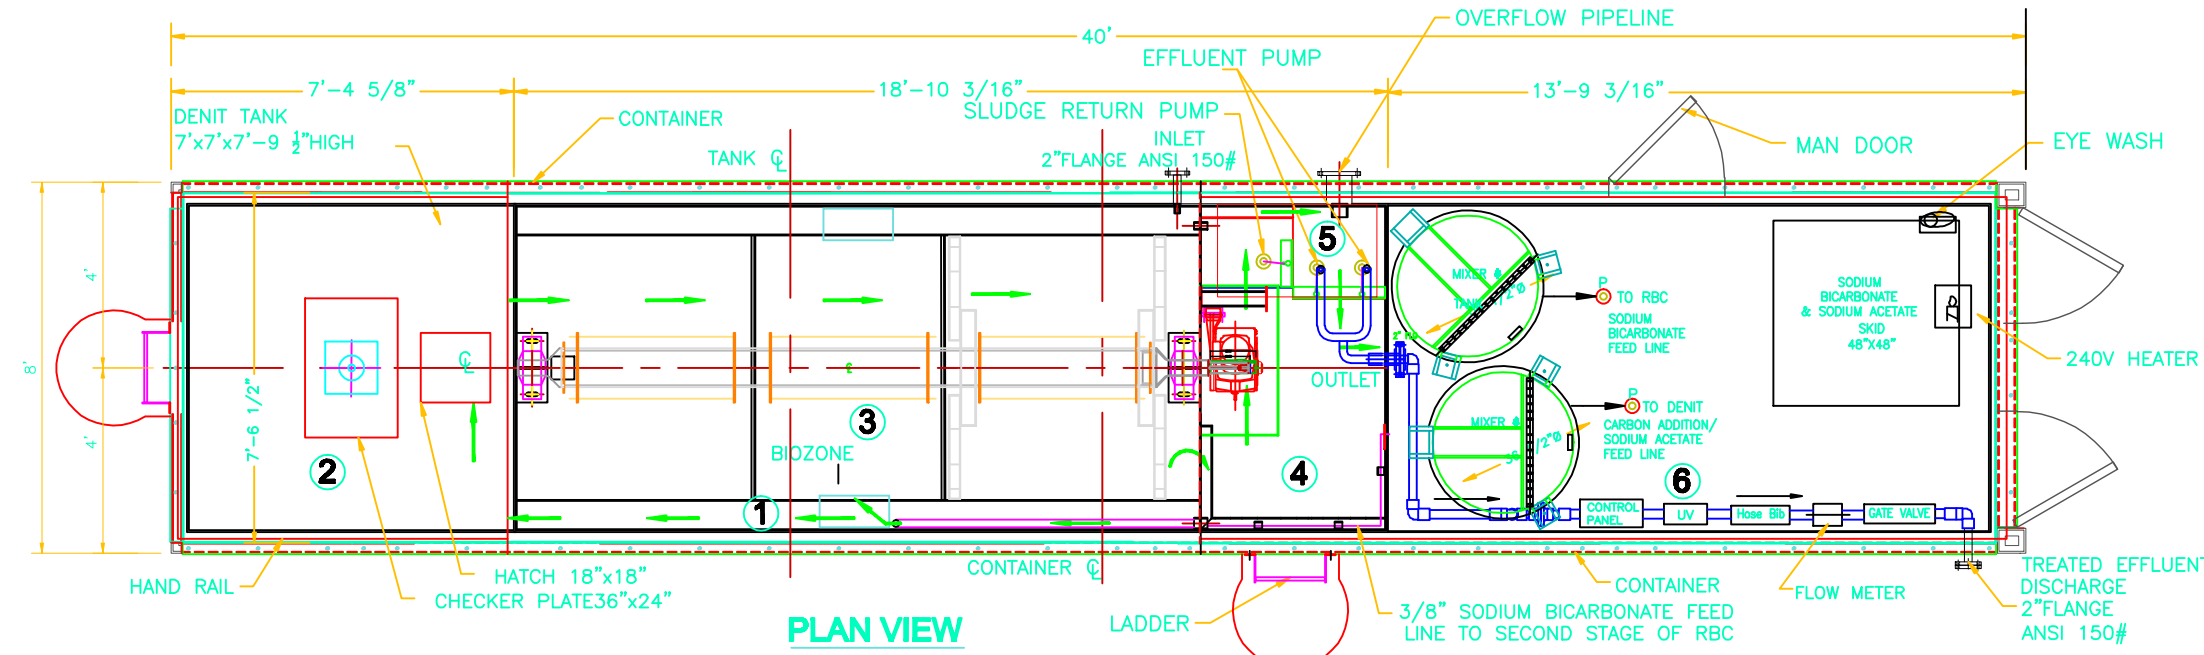 OVERFLOW PIPELINE
40'
EFFLUENT PUMP
7'-4 5/8"
18'-10 3/16"
13'-9 3/16"
DENIT TANK
7'x7'x7'-9 1/2"HIGH
CONTAINER
SLUDGE RETURN PUMP
INLET
2"FLANGE ANSI 150#
TANK ℄
MAN DOOR
EYE WASH
5
MIXER
TANK
/2"Ø
P
TO RBC
SODIUM
BICARBONATE
FEED LINE
SODIUM
BICARBONATE
& SODIUM ACETATE
SKID
48"X48"
240V HEATER
4'
8'
4'
7'-6 1/2"
℄
OUTLET
P
TO DENIT
CARBON ADDITION/
SODIUM ACETATE
FEED LINE
MIXER
36
/2"Ø
2
3
BIOZONE
4
6
1
CONTROL
PANEL
UV
Hose Bib
GATE VALVE
HAND RAIL
HATCH 18"x18"
CHECKER PLATE36"x24"
CONTAINER ℄
PLAN VIEW
LADDER
3/8" SODIUM BICARBONATE FEED
LINE TO SECOND STAGE OF RBC
CONTAINER
FLOW METER
TREATED EFFLUENT
DISCHARGE
2"FLANGE
ANSI 150#